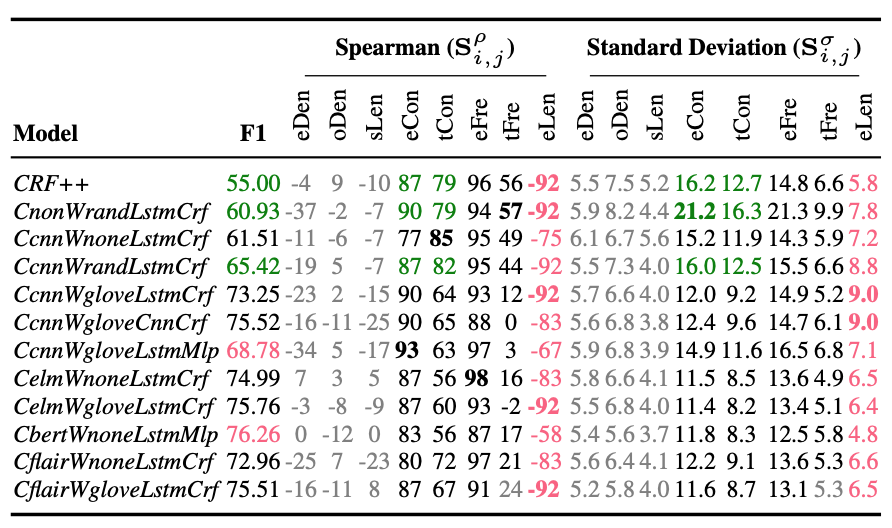 Spearman (S^ρ_{i,j}) Standard Deviation (S^σ_{i,j})
Model F1 eDen oDen sLen eCon tCon eFre tFre eLen eDen oDen sLen eCon tCon eFre tFre eLen
CRF++ 55.00 -4 9 -10 87 79 96 56 -92 5.5 7.5 5.2 16.2 12.7 14.8 6.6 5.8
CnonWrandLstmCrf 60.93 -37 -2 -7 90 79 94 57 -92 5.9 8.2 4.4 21.2 16.3 21.3 9.9 7.8
CcnnWnoneLstmCrf 61.51 -11 -6 -7 77 85 95 49 -75 6.1 6.7 5.6 15.2 11.9 14.3 5.9 7.2
CcnnWrandLstmCrf 65.42 -19 5 -7 87 82 95 44 -92 5.5 7.3 4.0 16.0 12.5 15.5 6.6 8.8
CcnnWgloveLstmCrf 73.25 -23 2 -15 90 64 93 12 -92 5.7 6.6 4.0 12.0 9.2 14.9 5.2 9.0
CcnnWgloveCnnCrf 75.52 -16 -11 -25 90 65 88 0 -83 5.6 6.8 3.8 12.4 9.6 14.7 6.1 9.0
CcnnWgloveLstmMlp 68.78 -34 5 -17 93 63 97 3 -67 5.9 6.8 3.9 14.9 11.6 16.5 6.8 7.1
CelmWnoneLstmCrf 74.99 7 3 5 87 56 98 16 -83 5.8 6.6 4.1 11.5 8.5 13.6 4.9 6.5
CelmWgloveLstmCrf 75.76 -3 -8 -9 87 60 93 -2 -92 5.5 6.8 4.0 11.4 8.2 13.4 5.1 6.4
CbertWnoneLstmMlp 76.26 0 -12 0 83 56 87 17 -58 5.4 5.6 3.7 11.8 8.3 12.5 5.8 4.8
CflairWnoneLstmCrf 72.96 -25 7 -23 80 72 97 21 -83 5.6 6.4 4.1 12.2 9.1 13.6 5.3 6.6
CflairWgloveLstmCrf 75.51 -16 -11 8 87 67 91 24 -92 5.2 5.8 4.0 11.6 8.7 13.1 5.3 6.5